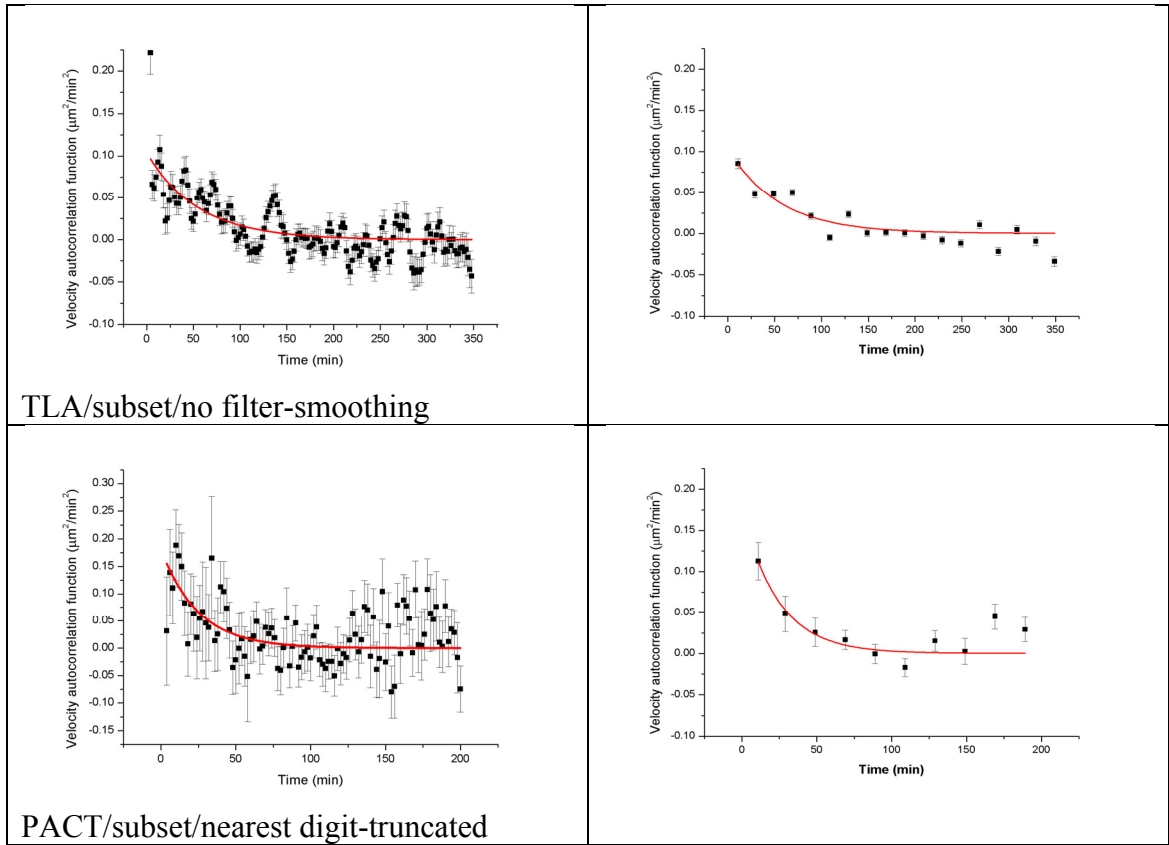 Velocity autocorrelation function (μm²/min²)
0.20
0.15
0.10
0.05
0.00
-0.05
-0.10
0 50 100 150 200 250 300 350
Time (min)
TLA/subset/no filter-smoothing
Velocity autocorrelation function (μm²/min²)
0.20
0.15
0.10
0.05
0.00
-0.05
-0.10
0 50 100 150 200 250 300 350
Time (min)
Velocity autocorrelation function (μm²/min²)
0.30
0.25
0.20
0.15
0.10
0.05
0.00
-0.05
-0.10
-0.15
0 50 100 150 200
Time (min)
PACT/subset/nearest digit-truncated
Velocity autocorrelation function (μm²/min²)
0.20
0.15
0.10
0.05
0.00
-0.05
-0.10
0 50 100 150 200
Time (min)